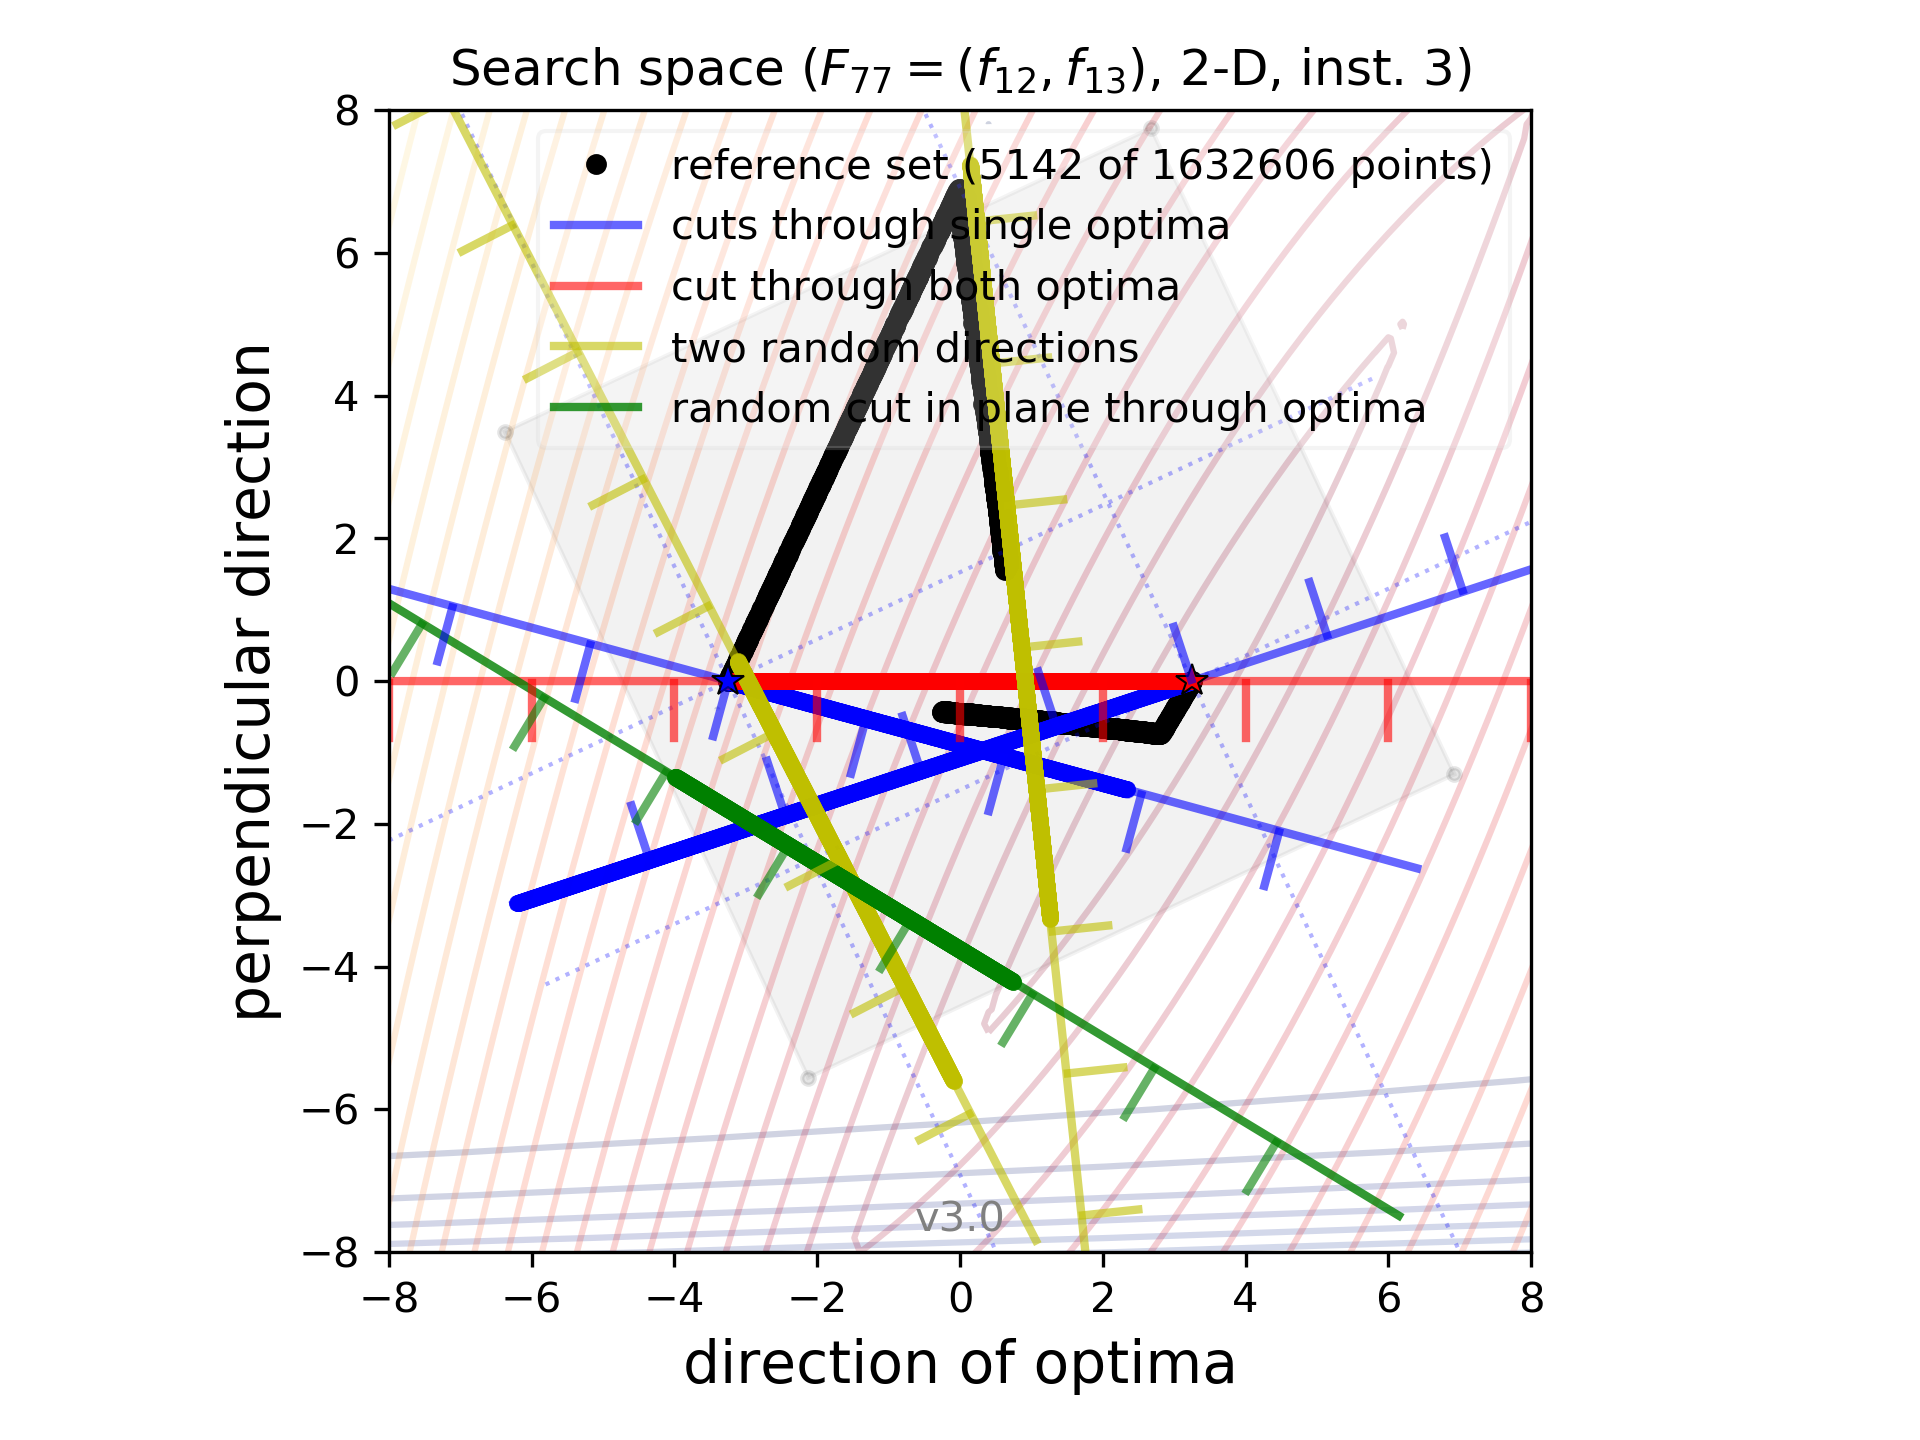 Search space (F77 = (f12, f13), 2-D, inst. 3)
reference set (5142 of 1632606 points)
cuts through single optima
cut through both optima
two random directions
random cut in plane through optima
perpendicular direction
8
6
4
2
0
−2
−4
−6
−8
v3.0
−8 −6 −4 −2 0 2 4 6 8
direction of optima